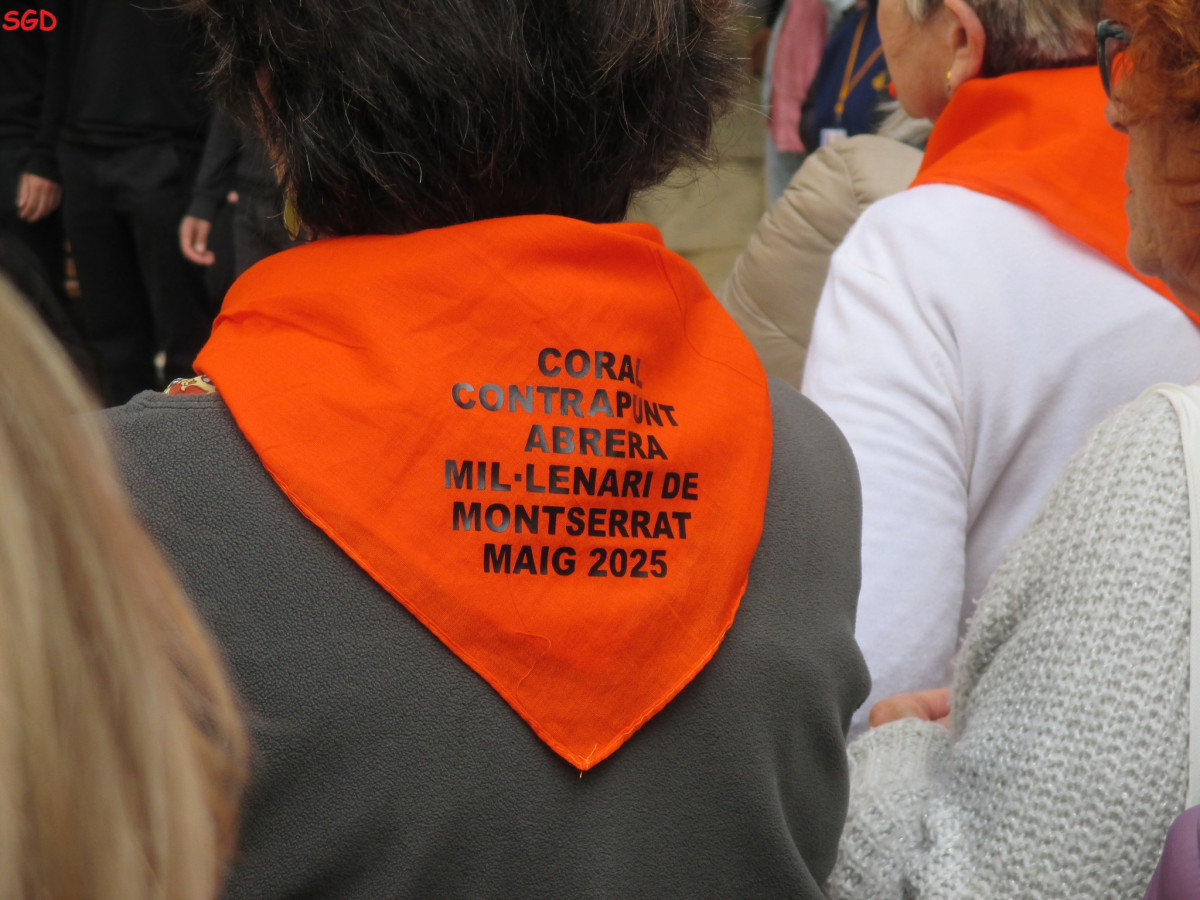 SGD
CORAL
CONTRAPUNT
ABRERA
MIL·LENARI DE
MONTSERRAT
MAIG 2025